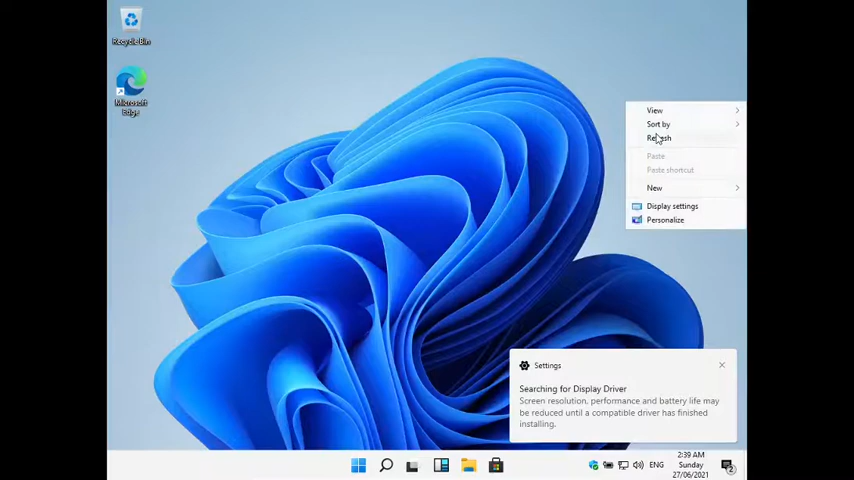 Recycle Bin
Microsoft
Edge
View
Sort by
Refresh
Paste
Paste shortcut
New
Display settings
Personalize
Settings
Searching for Display Driver
Screen resolution, performance and battery life may
be reduced until a compatible driver has finished
installing.
ENG
2:39 AM
Sunday
27/06/2021
2